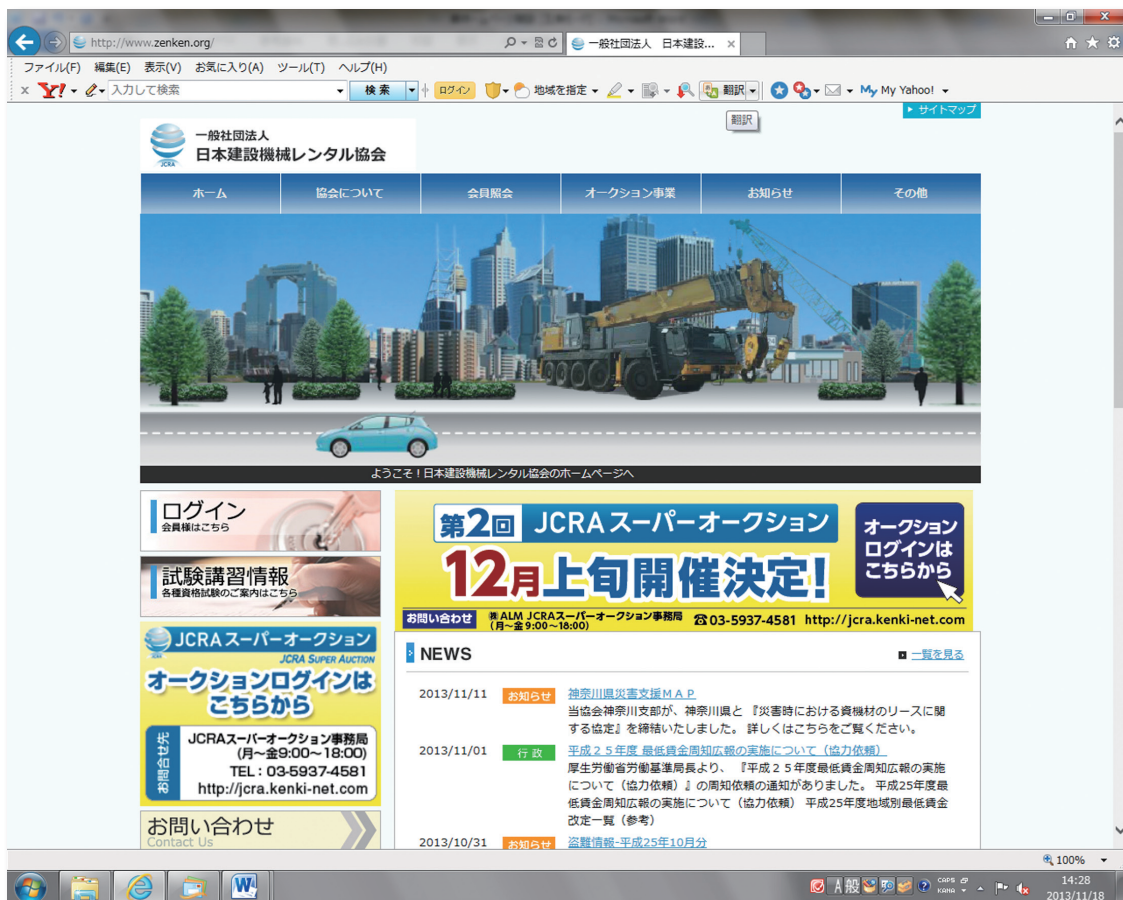 http://www.zenken.org/
一般社団法人 日本建設...
ファイル(F) 編集(E) 表示(V) お気に入り(A) ツール(T) ヘルプ(H)
入力して検索
検索
ログイン
地域を指定
翻訳
My Yahoo!
翻訳
サイトマップ
JCRA
一般社団法人
日本建設機械レンタル協会
ホーム 協会について 会員照会 オークション事業 お知らせ その他
ようこそ！日本建設機械レンタル協会のホームページへ
ログイン
会員様はこちら
試験講習情報
各種資格試験のご案内はこちら
JCRAスーパーオークション
JCRA SUPER AUCTION
オークションログインは
こちらから
お問合せ先
JCRAスーパーオークション事務局
(月～金9:00～18:00)
TEL：03-5937-4581
http://jcra.kenki-net.com
お問い合わせ
Contact Us
第2回 JCRAスーパーオークション
12月上旬開催決定!
オークション
ログインは
こちらから
お問い合わせ ㈱ALM JCRAスーパーオークション事務局
(月～金9:00～18:00)
☎03-5937-4581 http://jcra.kenki-net.com
NEWS
一覧を見る
2013/11/11 お知らせ 神奈川県災害支援ＭＡＰ
当協会神奈川支部が、神奈川県と『災害時における資機材のリースに関
する協定』を締結いたしました。 詳しくはこちらをご覧ください。
2013/11/01 行政 平成２５年度 最低賃金周知広報の実施について（協力依頼）
厚生労働省労働基準局長より、『平成２５年度最低賃金周知広報の実施
について（協力依頼）』の周知依頼の通知がありました。 平成25年度最
低賃金周知広報の実施について（協力依頼） 平成25年度地域別最低賃金
改定一覧（参考）
2013/10/31 お知らせ 盗難情報-平成25年10月分
100%
A 般
CAPS
KANA
14:28
2013/11/18